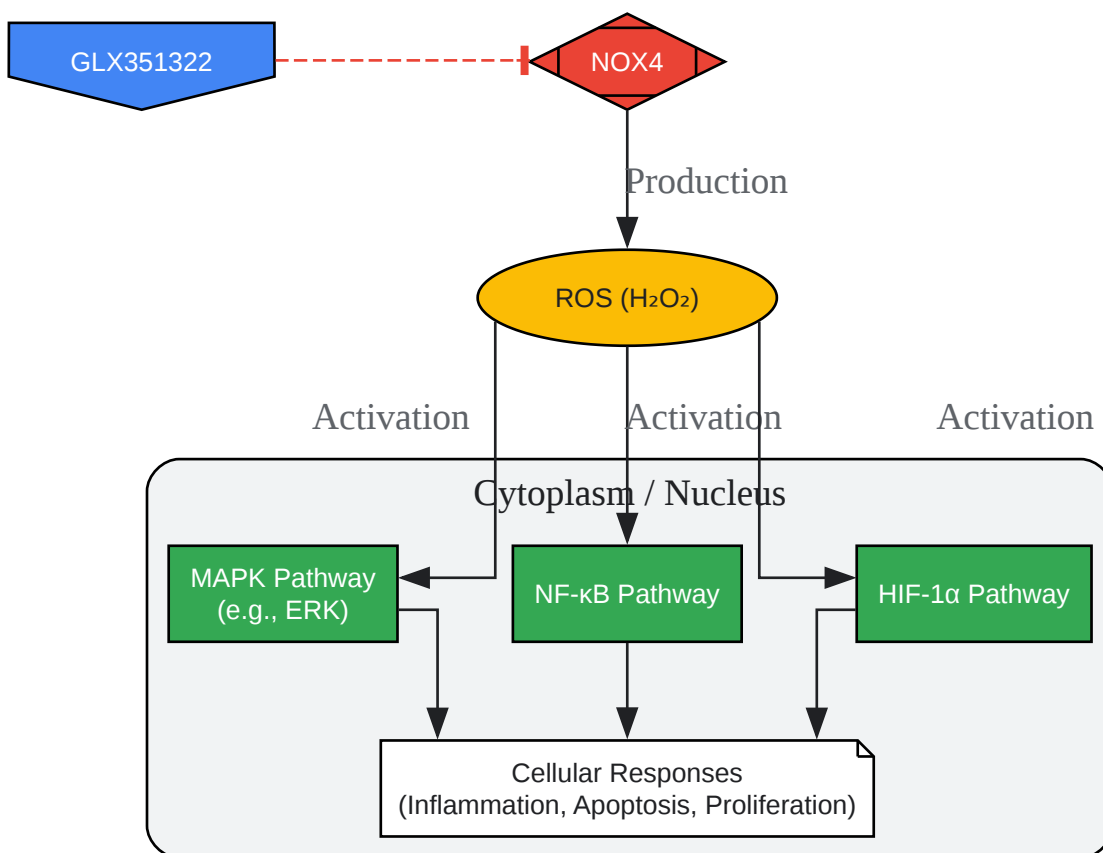 GLX351322
NOX4
Production
ROS (H₂O₂)
Activation
Activation
Activation
Cytoplasm / Nucleus
MAPK Pathway
(e.g., ERK)
NF-κB Pathway
HIF-1α Pathway
Cellular Responses
(Inflammation, Apoptosis, Proliferation)